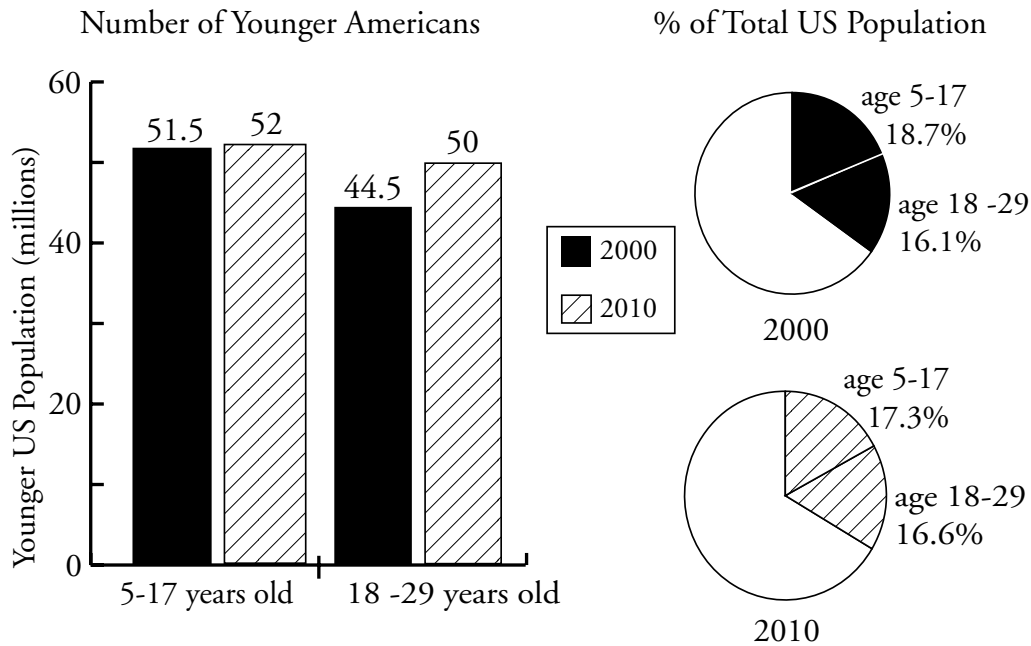 Number of Younger Americans
% of Total US Population
Younger US Population (millions)
60
40
20
0
51.5
52
44.5
50
5-17 years old
18 -29 years old
2000
2010
age 5-17
18.7%
age 18 -29
16.1%
2000
age 5-17
17.3%
age 18-29
16.6%
2010